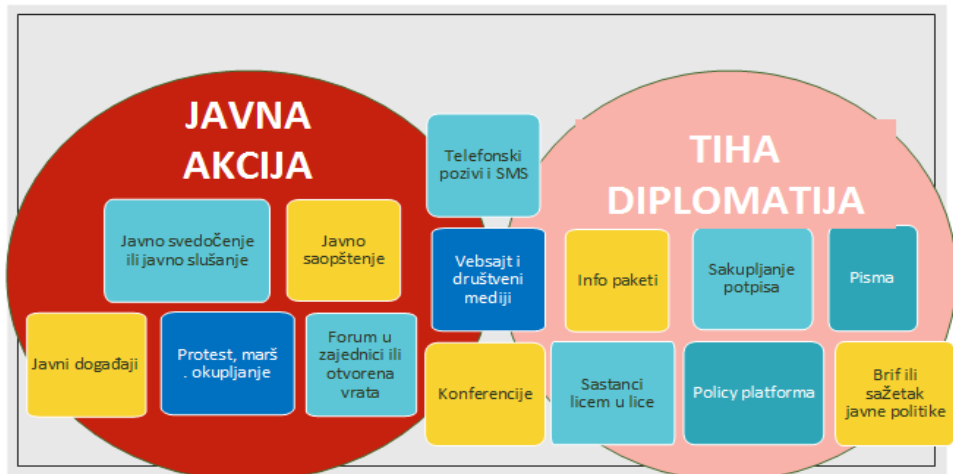 JAVNA
AKCIJA
TIHA
DIPLOMATIJA
Telefonski
pozivi i SMS
Javno svedočenje
ili javno slušanje
Javno
saopštenje
Vebsajt i
društveni
mediji
Info paketi
Sakupljanje
potpisa
Pisma
Javni događaji
Protest, marš
. okupljanje
Forum u
zajednici ili
otvorena
vrata
Konferencije
Sastanci
licem u lice
Policy platforma
Brif ili
sažetak
javne politike